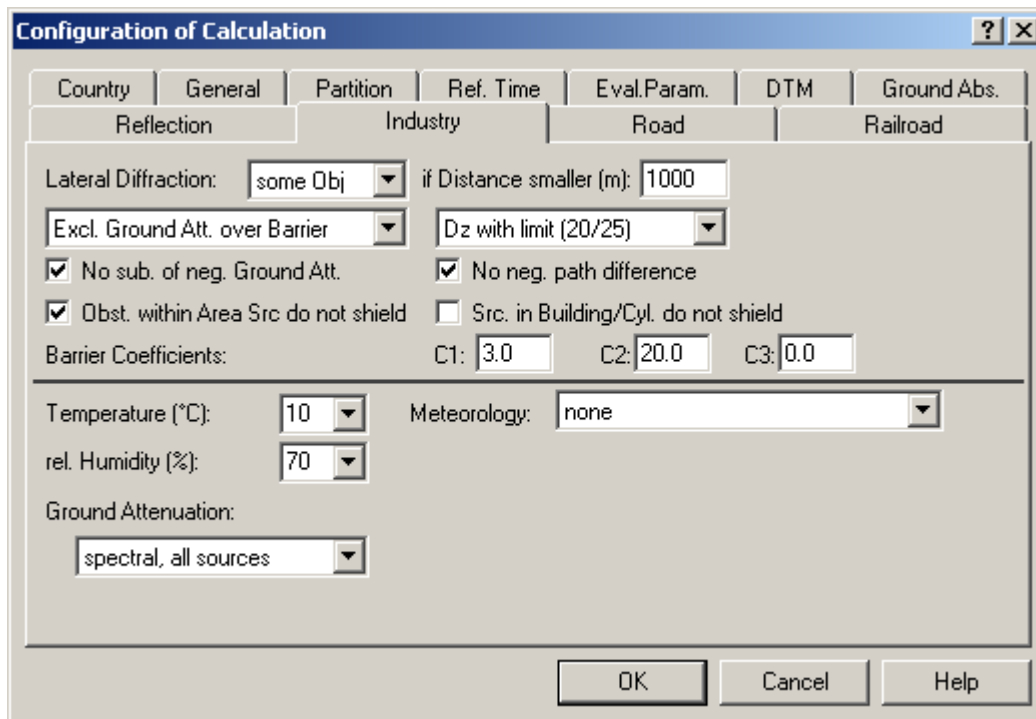 Configuration of Calculation
Country General Partition Ref. Time Eval.Param. DTM Ground Abs.
Reflection Industry Road Railroad
Lateral Diffraction: some Obj if Distance smaller (m): 1000
Excl. Ground Att. over Barrier Dz with limit (20/25)
No sub. of neg. Ground Att. No neg. path difference
Obst. within Area Src do not shield Src. in Building/Cyl. do not shield
Barrier Coefficients: C1: 3.0 C2: 20.0 C3: 0.0
Temperature (°C): 10 Meteorology: none
rel. Humidity (%): 70
Ground Attenuation:
spectral, all sources
OK Cancel Help